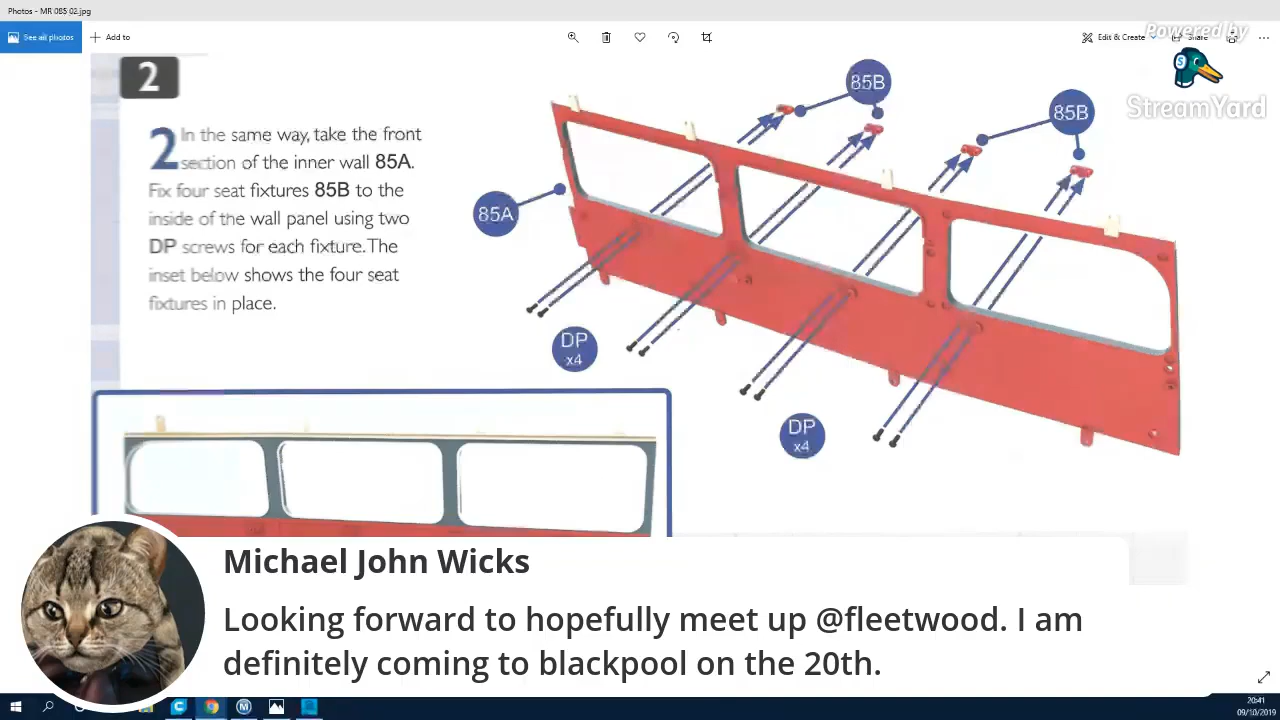 Photos - MR 085 02.jpg
See all photos
Add to
Edit & Create
Share
Powered by
StreamYard
2
2 In the same way, take the front
section of the inner wall 85A.
Fix four seat fixtures 85B to the
inside of the wall panel using two
DP screws for each fixture. The
inset below shows the four seat
fixtures in place.
85B
85B
85A
DP
x4
DP
x4
Michael John Wicks
Looking forward to hopefully meet up @fleetwood. I am
definitely coming to blackpool on the 20th.
20:41
09/10/2019